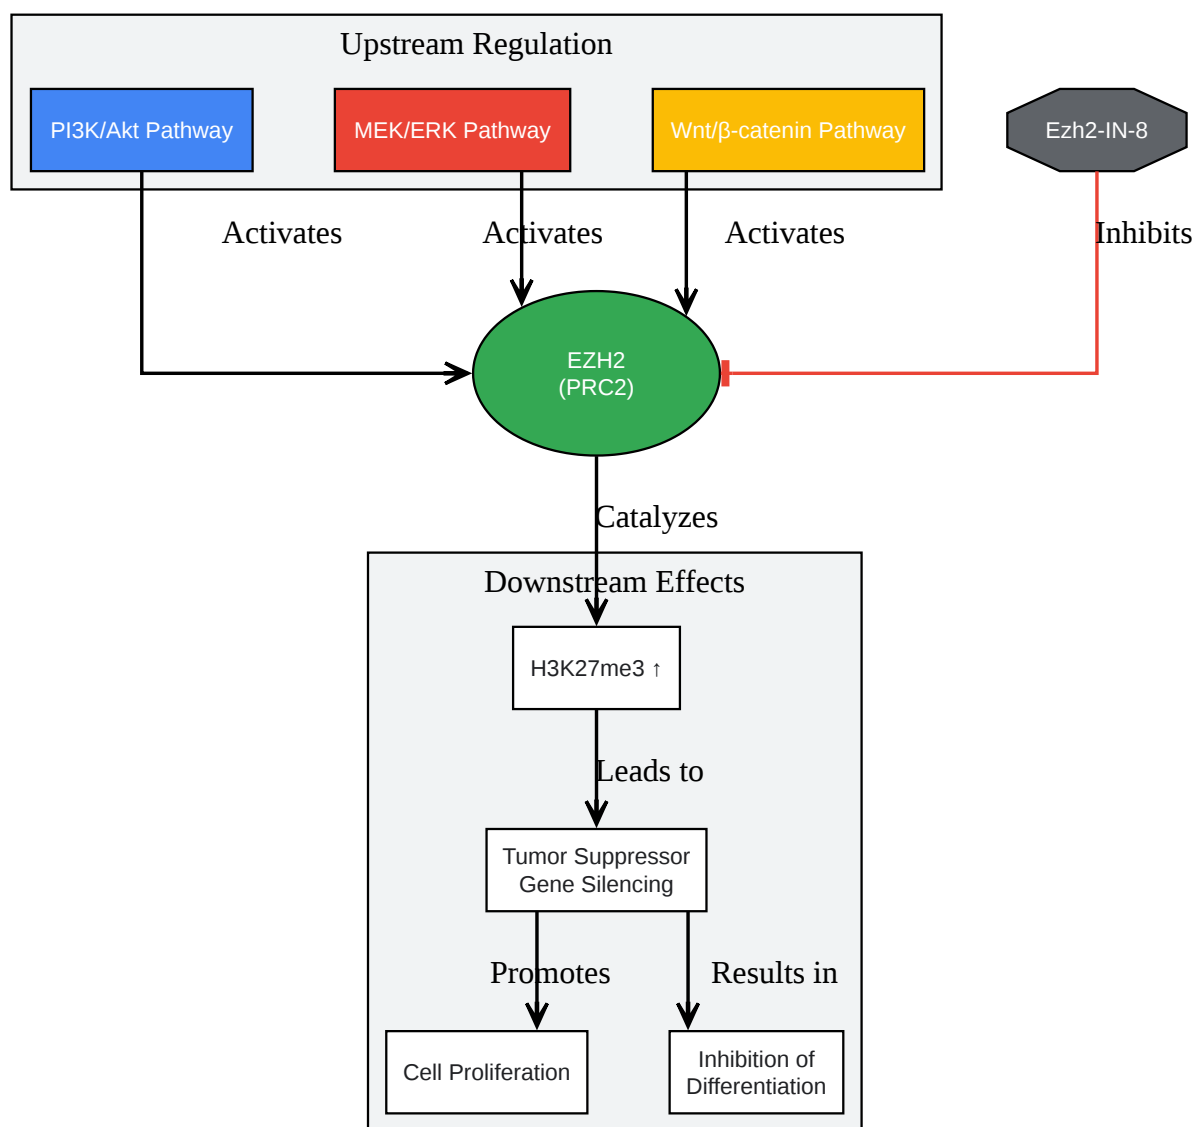 Upstream Regulation
PI3K/Akt Pathway
MEK/ERK Pathway
Wnt/β-catenin Pathway
Ezh2-IN-8
Activates
Activates
Activates
Inhibits
EZH2
(PRC2)
Catalyzes
Downstream Effects
H3K27me3 ↑
Leads to
Tumor Suppressor
Gene Silencing
Promotes
Results in
Cell Proliferation
Inhibition of
Differentiation